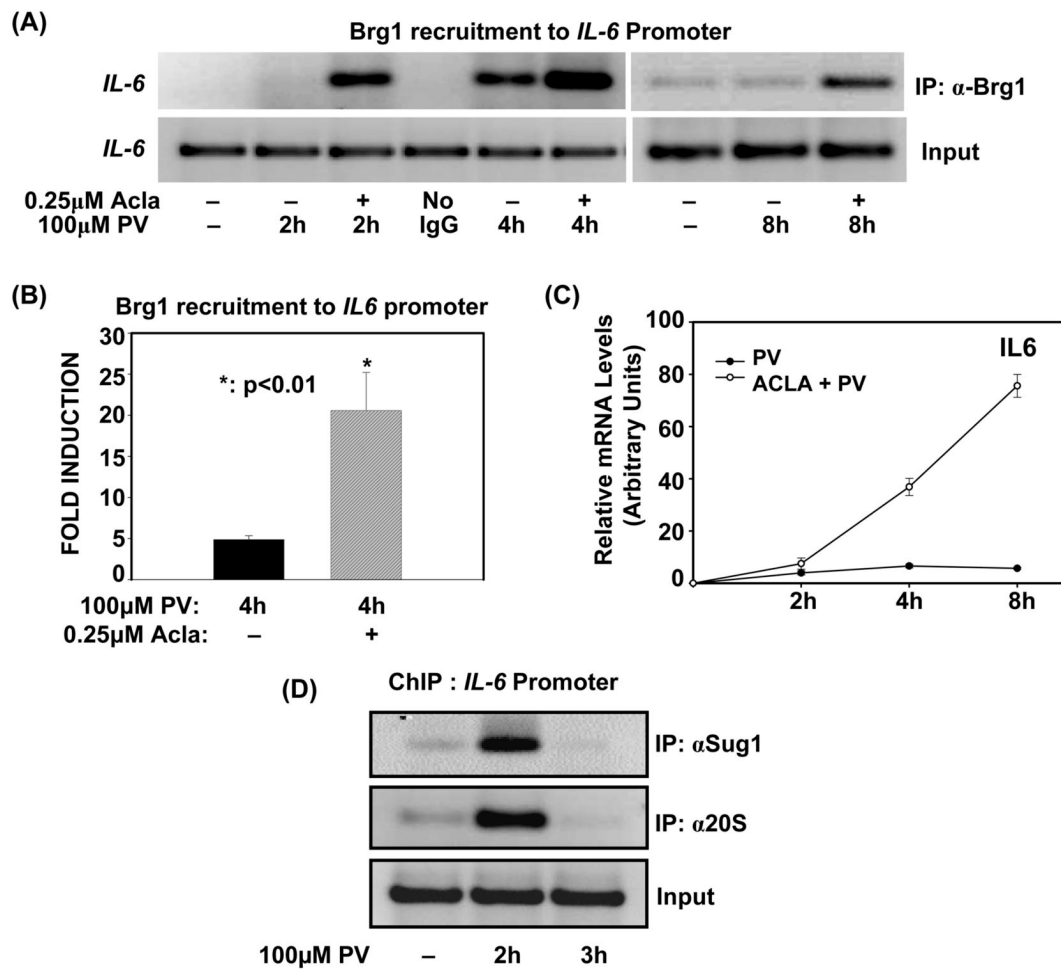 (A)
Brg1 recruitment to IL-6 Promoter
IL-6
IP: α-Brg1
IL-6
Input
0.25μM Acla – – + No – + – – +
100μM PV – 2h 2h IgG 4h 4h – 8h 8h
(B)
Brg1 recruitment to IL6 promoter
FOLD INDUCTION
30
25
20
15
10
5
0
*
*: p<0.01
100μM PV: 4h 4h
0.25μM Acla: – +
(C)
Relative mRNA Levels
(Arbitrary Units)
100
80
60
40
20
0
IL6
PV
ACLA + PV
2h 4h 8h
(D)
ChIP : IL-6 Promoter
IP: αSug1
IP: α20S
Input
100μM PV – 2h 3h